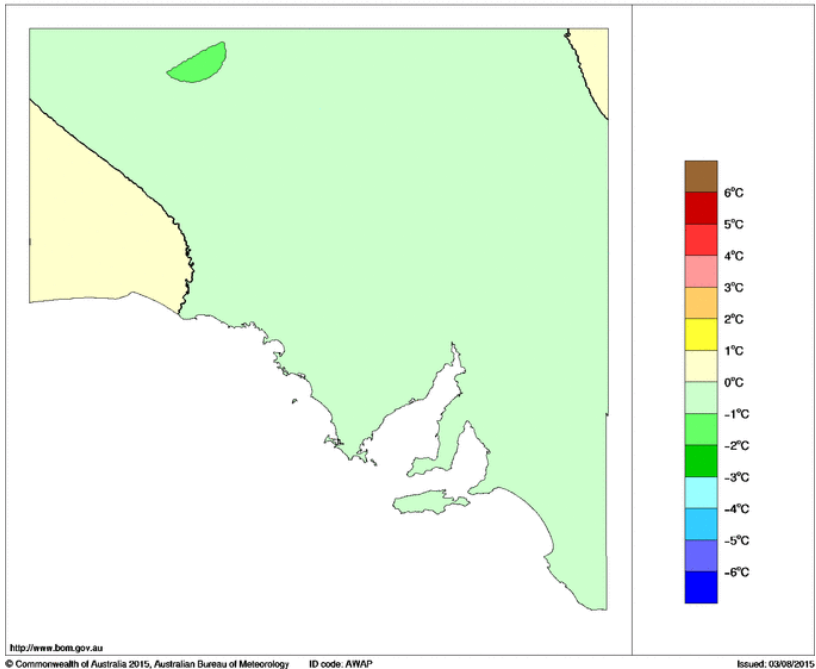 6°C
5°C
4°C
3°C
2°C
1°C
0°C
-1°C
-2°C
-3°C
-4°C
-5°C
-6°C
http://www.bom.gov.au
© Commonwealth of Australia 2015, Australian Bureau of Meteorology ID code: AWAP Issued: 03/08/2015